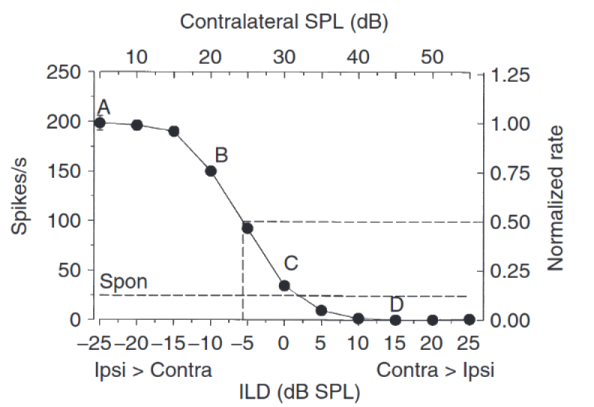 Contralateral SPL (dB)
10 20 30 40 50
250 1.25
A
200 1.00
B
150 0.75
Spikes/s
Normalized rate
100 0.50
C
50 0.25
Spon
D
0 0.00
−25 −20 −15 −10 −5 0 5 10 15 20 25
Ipsi > Contra Contra > Ipsi
ILD (dB SPL)